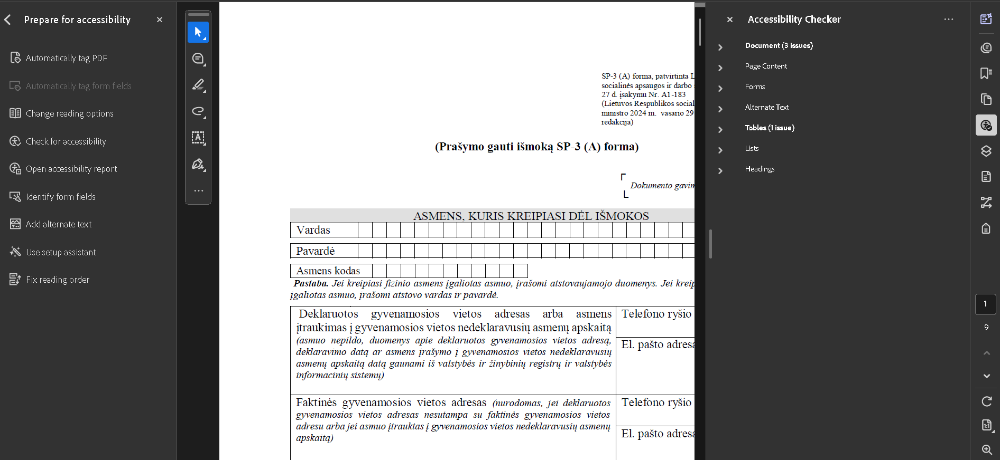 Prepare for accessibility
Automatically tag PDF
Automatically tag form fields
Change reading options
Check for accessibility
Open accessibility report
Identify form fields
Add alternate text
Use setup assistant
Fix reading order
SP-3 (A) forma, patvirtinta L
socialinės apsaugos ir darbo
27 d. įsakymu Nr. A1-183
(Lietuvos Respublikos social
ministro 2024 m. vasario 29
redakcija)
(Prašymo gauti išmoką SP-3 (A) forma)
Dokumento gavim
ASMENS, KURIS KREIPIASI DĖL IŠMOKOS
Vardas
Pavardė
Asmens kodas
Pastaba. Jei kreipiasi fizinio asmens įgaliotas asmuo, įrašomi atstovaujamojo duomenys. Jei kreip
įgaliotas asmuo, įrašomi atstovo vardas ir pavardė.
Deklaruotos gyvenamosios vietos adresas arba asmens
įtraukimas į gyvenamosios vietos nedeklaravusių asmenų apskaitą
(asmuo nepildo, duomenys apie deklaruotos gyvenamosios vietos adresą,
deklaravimo datą ar asmens įrašymo į gyvenamosios vietos nedeklaravusių
asmenų apskaitą datą gaunami iš valstybės ir žinybinių registrų ir valstybės
informacinių sistemų)
Telefono ryšio
El. pašto adresa
Faktinės gyvenamosios vietos adresas (nurodomas, jei deklaruotos
gyvenamosios vietos adresas nesutampa su faktinės gyvenamosios vietos
adresu arba jei asmuo įtrauktas į gyvenamosios vietos nedeklaravusių asmenų
apskaitą)
Telefono ryšio
El. pašto adresa
Accessibility Checker
Document (3 issues)
Page Content
Forms
Alternate Text
Tables (1 issue)
Lists
Headings
1
9
1:1